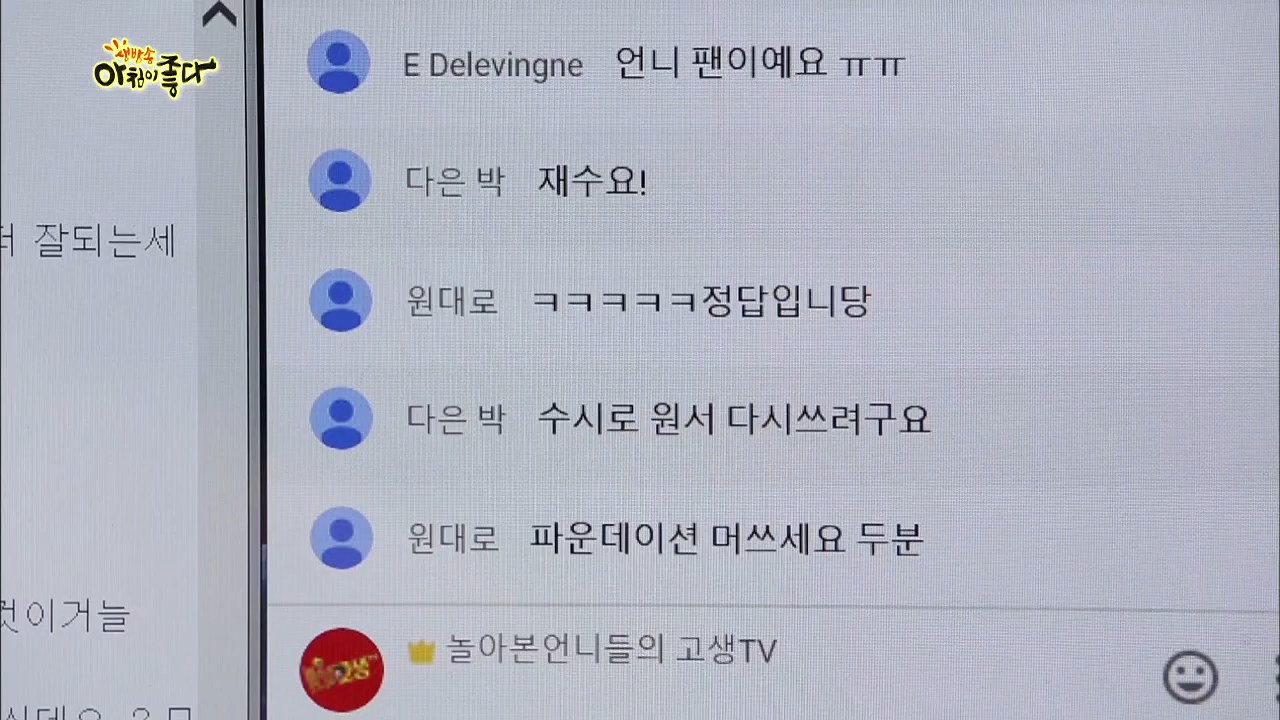 생방송
아침이 좋다
E Delevingne 언니 팬이예요 ㅠㅠ
다은 박 재수요!
잘되는세
원대로 ㅋㅋㅋㅋㅋ정답입니당
다은 박 수시로 원서 다시쓰려구요
원대로 파운데이션 머쓰세요 두분
것이거늘
놀아본언니들의 고생TV